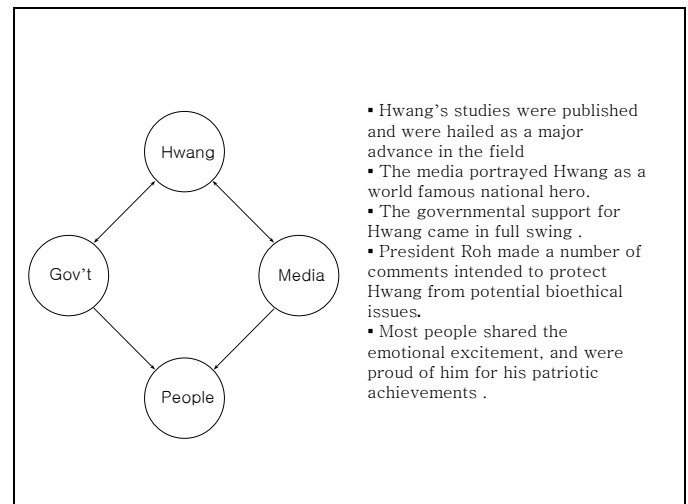 Hwang
Gov't
Media
People
▪ Hwang's studies were published
and were hailed as a major
advance in the field
▪ The media portrayed Hwang as a
world famous national hero.
▪ The governmental support for
Hwang came in full swing .
▪ President Roh made a number of
comments intended to protect
Hwang from potential bioethical
issues.
▪ Most people shared the
emotional excitement, and were
proud of him for his patriotic
achievements .